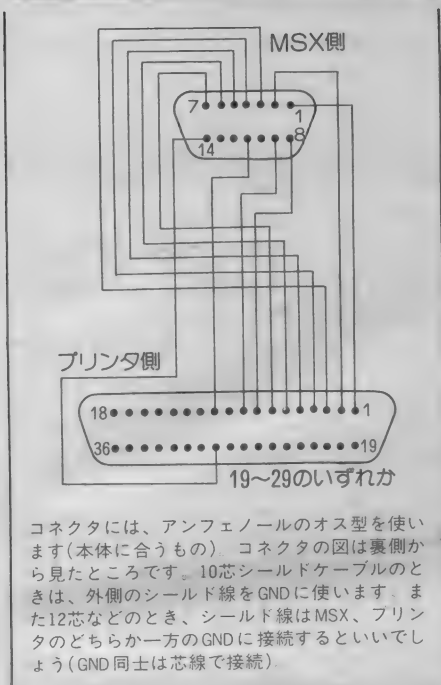 MSX側
7
1
14
8
プリンタ側
18
1
36
19
19〜29のいずれか
コネクタには、アンフェノールのオス型を使い
ます(本体に合うもの). コネクタの図は裏側か
ら見たところです。10芯シールドケーブルのと
きは、外側のシールド線をGNDに使います. ま
た12芯などのとき、シールド線はMSX、プリン
タのどちらか一方のGNDに接続するといいでし
ょう(GND同士は芯線で接続).